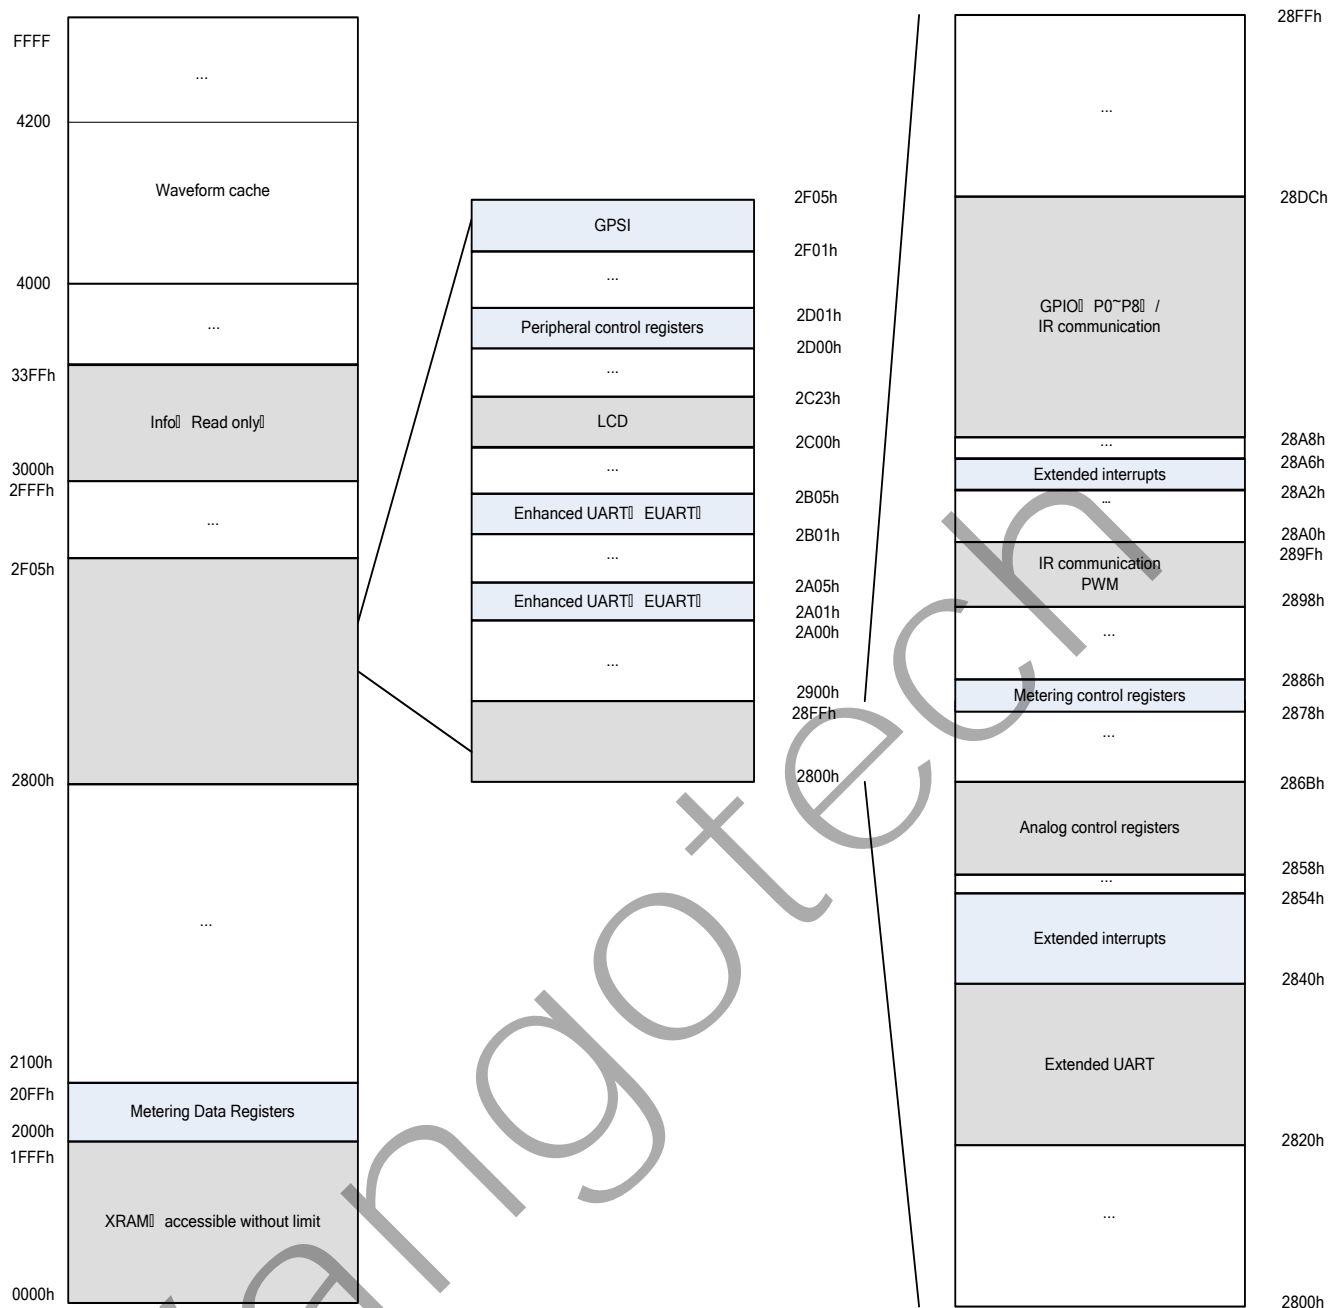 FFFF
...
4200
Waveform cache
4000
...
33FFh
Info Read only
3000h
2FFFh
...
2F05h
2800h
...
2100h
20FFh
Metering Data Registers
2000h
1FFFh
XRAM accessible without limit
0000h
2F05h
GPSI
2F01h
...
2D01h
Peripheral control registers
2D00h
...
2C23h
LCD
2C00h
...
2B05h
Enhanced UART EUART
2B01h
...
2A05h
Enhanced UART EUART
2A01h
2A00h
...
2900h
28FFh
2800h
28FFh
...
28DCh
GPIO P0~P8 /
IR communication
28A8h
...
28A6h
Extended interrupts
28A2h
...
28A0h
289Fh
IR communication
PWM
2898h
...
2886h
Metering control registers
2878h
...
286Bh
Analog control registers
2858h
...
2854h
Extended interrupts
2840h
Extended UART
2820h
...
2800h
angotech